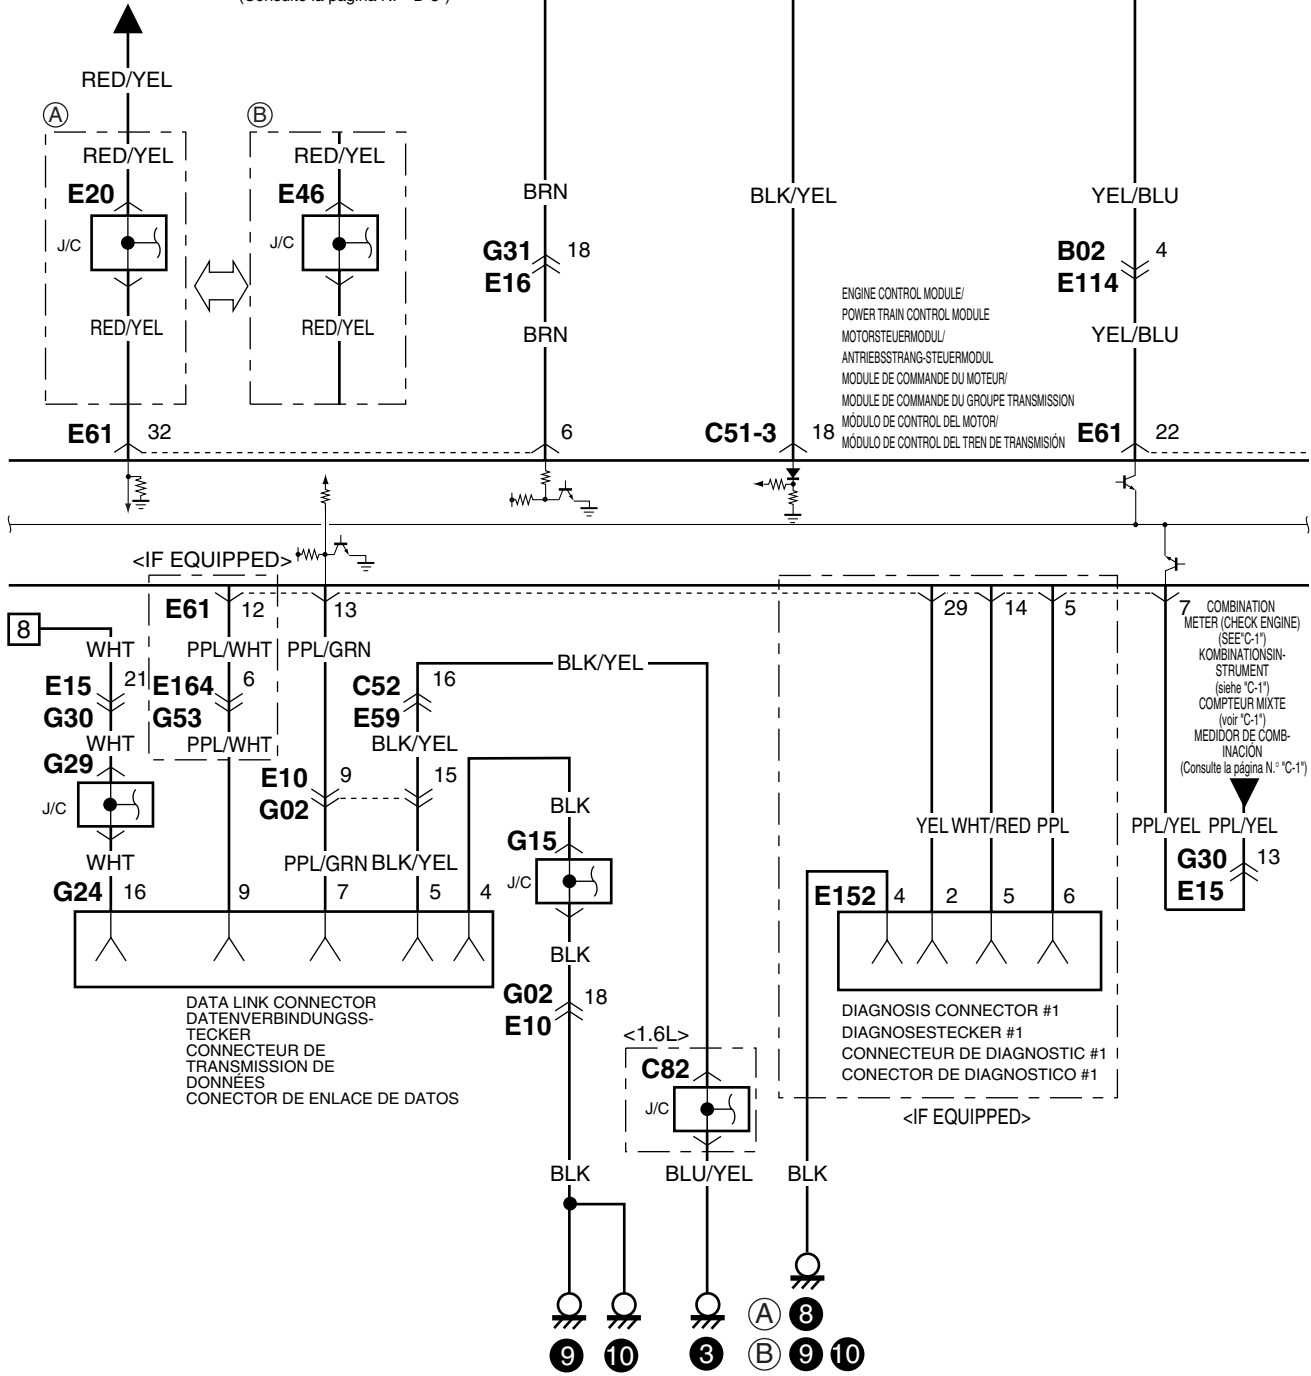 RED/YEL
A
B
RED/YEL
RED/YEL
E20
E46
J/C
J/C
RED/YEL
RED/YEL
BRN
BLK/YEL
YEL/BLU
G31 18
E16
B02 4
E114
BRN
YEL/BLU
ENGINE CONTROL MODULE/
POWER TRAIN CONTROL MODULE
MOTORSTEUERMODUL/
ANTRIEBSSTRANG-STEUERMODUL
MODULE DE COMMANDE DU MOTEUR/
MODULE DE COMMANDE DU GROUPE TRANSMISSION
MÓDULO DE CONTROL DEL MOTOR/
MÓDULO DE CONTROL DEL TREN DE TRANSMISIÓN
E61 32
6
C51-3 18
E61 22
<IF EQUIPPED>
8
E61 12
13
29
14
5
7
WHT
PPL/WHT
PPL/GRN
BLK/YEL
E15 21
G30
E164 6
G53
C52 16
E59
WHT
PPL/WHT
BLK/YEL
G29
J/C
E10 9
G02
15
BLK
COMBINATION
METER (CHECK ENGINE)
(SEE"C-1")
KOMBINATIONSIN-
STRUMENT
(siehe "C-1")
COMPTEUR MIXTE
(voir "C-1")
MEDIDOR DE COMB-
INACIÓN
(Consulte la página N.° "C-1")
YEL
WHT/RED
PPL
PPL/YEL
PPL/YEL
G15
J/C
G30 13
E15
WHT
PPL/GRN
BLK/YEL
G24 16
9
7
5
4
E152 4
2
5
6
BLK
DATA LINK CONNECTOR
DATENVERBINDUNGSS-
TECKER
CONNECTEUR DE
TRANSMISSION DE
DONNÉES
CONECTOR DE ENLACE DE DATOS
G02 18
E10
DIAGNOSIS CONNECTOR #1
DIAGNOSESTECKER #1
CONNECTEUR DE DIAGNOSTIC #1
CONECTOR DE DIAGNOSTICO #1
<IF EQUIPPED>
<1.6L>
C82
J/C
BLK
BLU/YEL
BLK
A 8
9
10
3
B 9 10